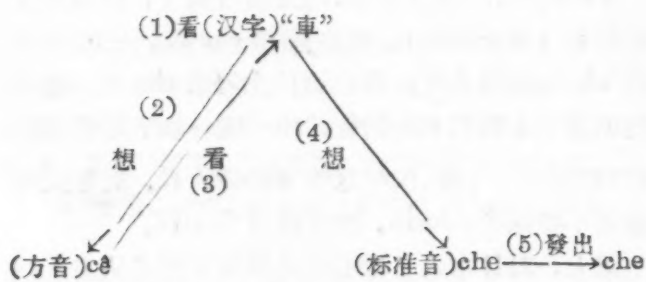 (1)看(汉字)“車”
(2)
(4)
想 看 想
(3)
(方音)cê (标准音)che (5)發出 che